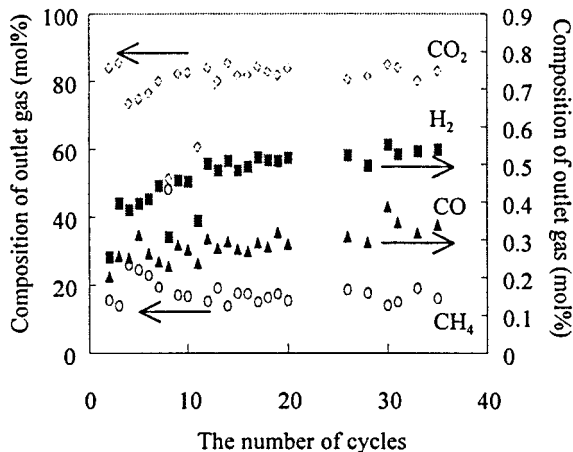 Composition of outlet gas (mol%)
100
80
60
40
20
0
CO₂
H₂
CO
CH₄
0.9
0.8
0.7
0.6
0.5
0.4
0.3
0.2
0.1
0
Composition of outlet gas (mol%)
0 10 20 30 40
The number of cycles